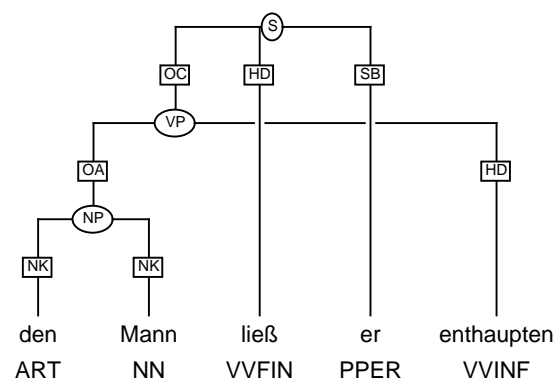 S
OC HD SB
VP
OA HD
NP
NK NK
den Mann ließ er enthaupten
ART NN VVFIN PPER VVINF